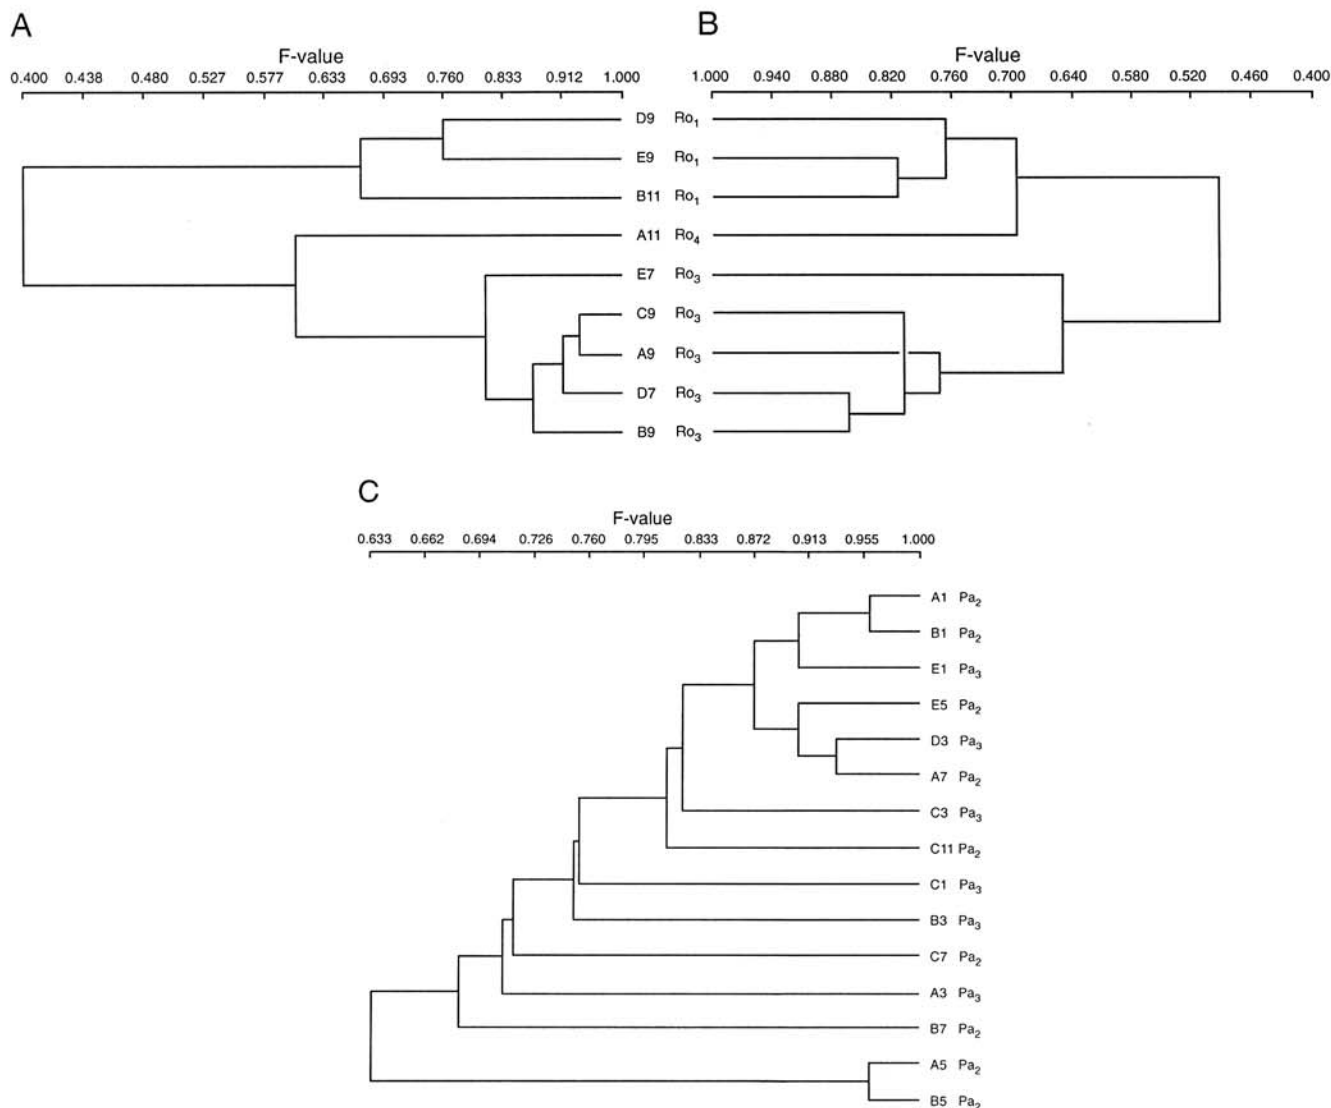 A
B
F-value
F-value
0.400 0.438 0.480 0.527 0.577 0.633 0.693 0.760 0.833 0.912 1.000
1.000 0.940 0.880 0.820 0.760 0.700 0.640 0.580 0.520 0.460 0.400
D9 Ro1
E9 Ro1
B11 Ro1
A11 Ro4
E7 Ro3
C9 Ro3
A9 Ro3
D7 Ro3
B9 Ro3
C
F-value
0.633 0.662 0.694 0.726 0.760 0.795 0.833 0.872 0.913 0.955 1.000
A1 Pa2
B1 Pa2
E1 Pa3
E5 Pa2
D3 Pa3
A7 Pa2
C3 Pa3
C11 Pa2
C1 Pa3
B3 Pa3
C7 Pa2
A3 Pa3
B7 Pa2
A5 Pa2
B5 Pa2